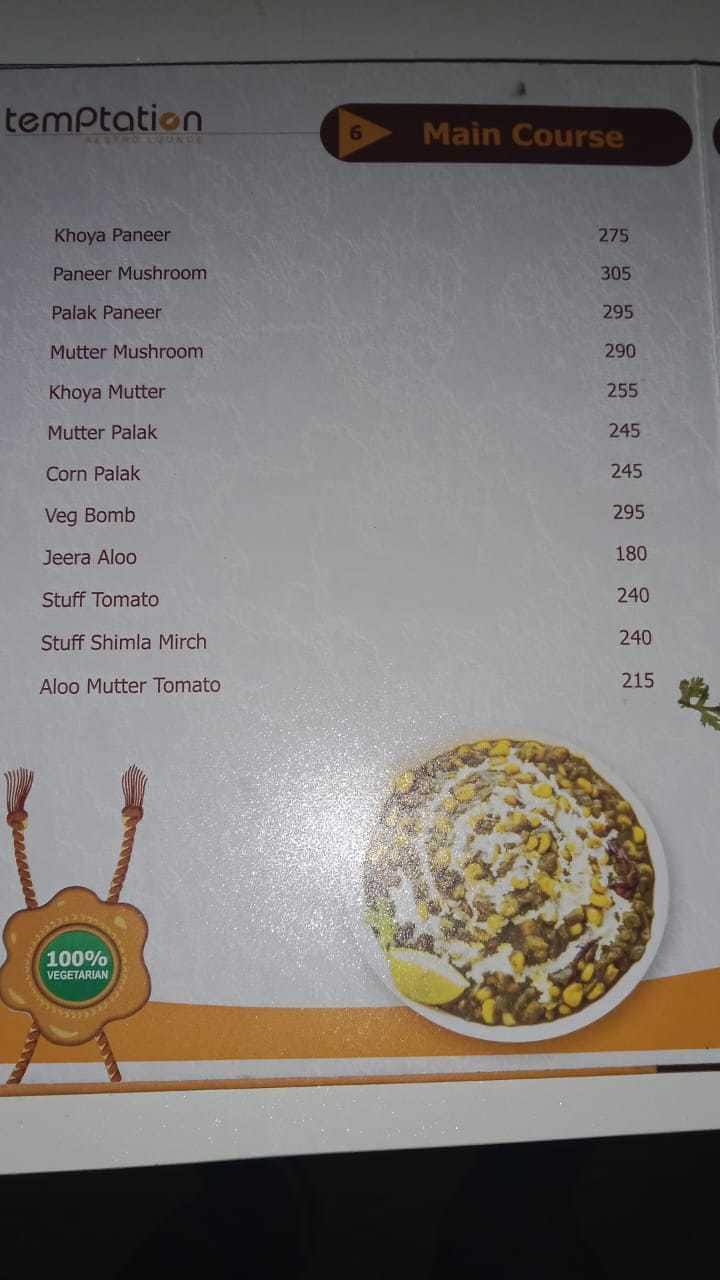 temptation
RESTRO LOUNGE
6
Main Course
Khoya Paneer 275
Paneer Mushroom 305
Palak Paneer 295
Mutter Mushroom 290
Khoya Mutter 255
Mutter Palak 245
Corn Palak 245
Veg Bomb 295
Jeera Aloo 180
Stuff Tomato 240
Stuff Shimla Mirch 240
Aloo Mutter Tomato 215
100%
VEGETARIAN